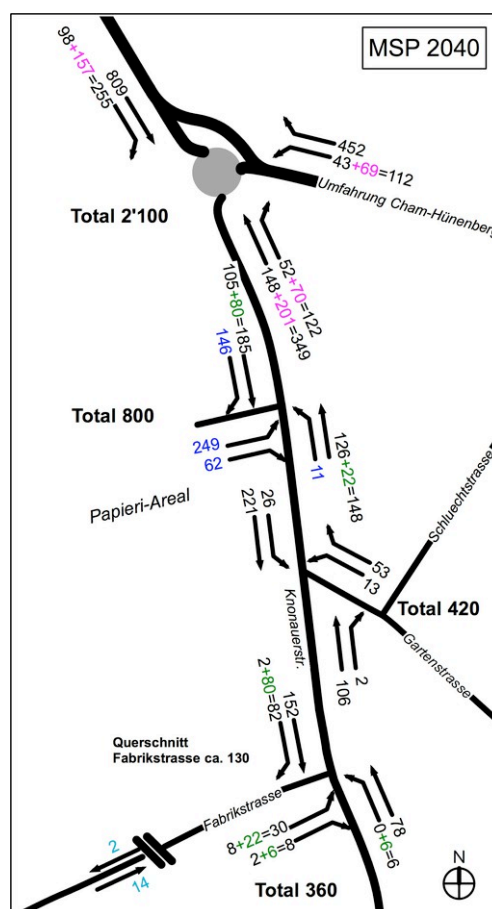 MSP 2040
98+157=255
809
452
43+69=112
Umfahrung Cham-Hünenberg
Total 2'100
52+70=122
148+201=349
105+80=185
146
Total 800
249
62
11
126+22=148
Papieri-Areal
26
221
Schluechtstrasse
53
13
Total 420
Knonauerstr.
Gartenstrasse
2
106
2+80=82
152
Querschnitt
Fabrikstrasse ca. 130
Fabrikstrasse
8+22=30
2+6=8
78
0+6=6
2
14
Total 360
N